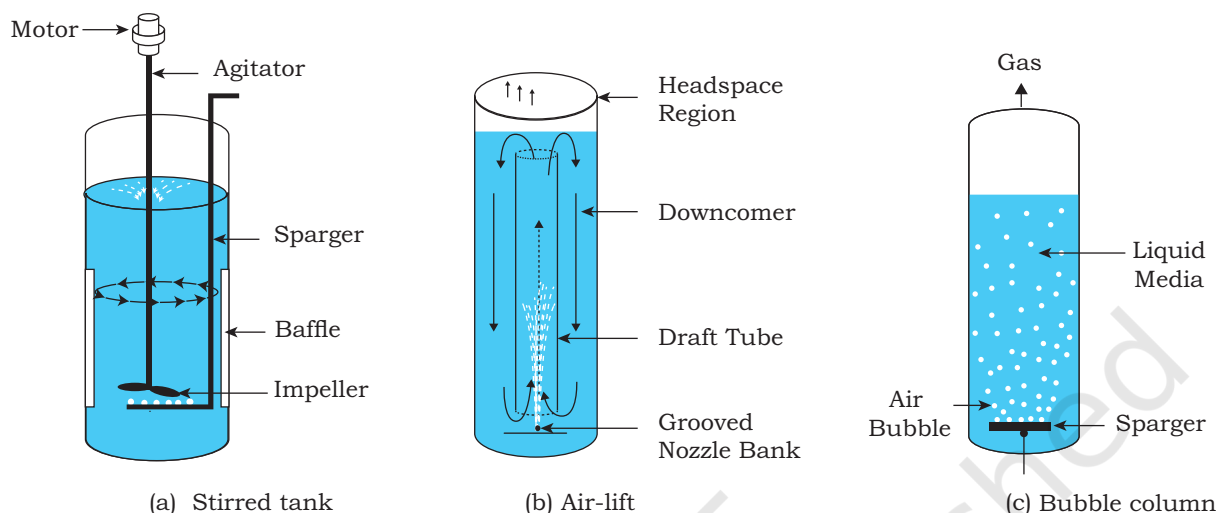 Motor
Agitator
Sparger
Baffle
Impeller
(a) Stirred tank
Headspace
Region
Downcomer
Draft Tube
Grooved
Nozzle Bank
(b) Air-lift
Gas
Liquid
Media
Air
Bubble
Sparger
(c) Bubble column